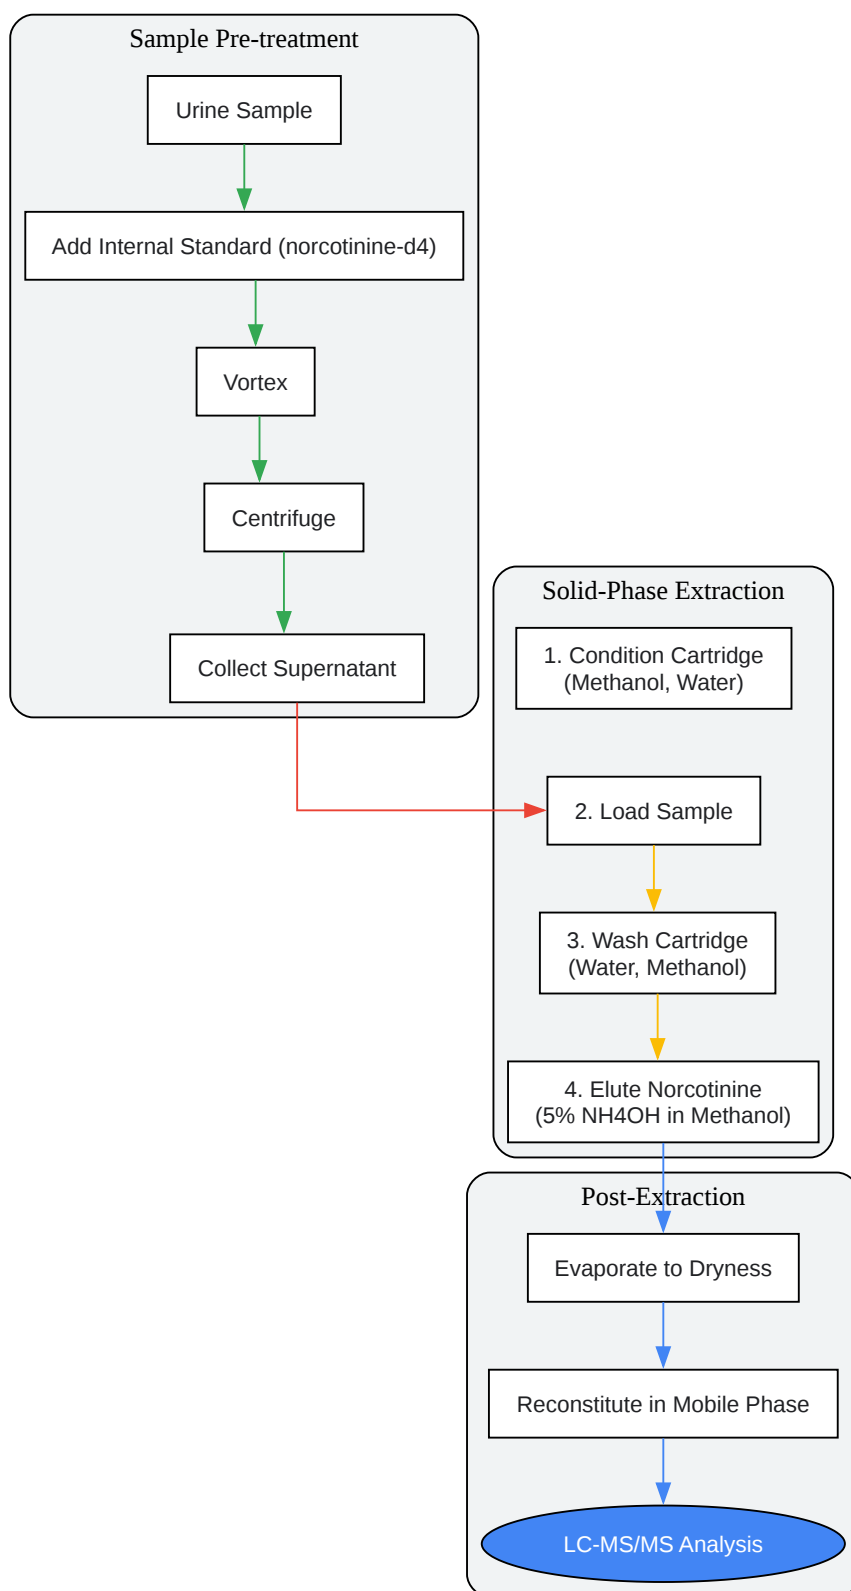 Sample Pre-treatment
Urine Sample
Add Internal Standard (norcotinine-d4)
Vortex
Centrifuge
Collect Supernatant
Solid-Phase Extraction
1. Condition Cartridge
(Methanol, Water)
2. Load Sample
3. Wash Cartridge
(Water, Methanol)
4. Elute Norcotinine
(5% NH4OH in Methanol)
Post-Extraction
Evaporate to Dryness
Reconstitute in Mobile Phase
LC-MS/MS Analysis